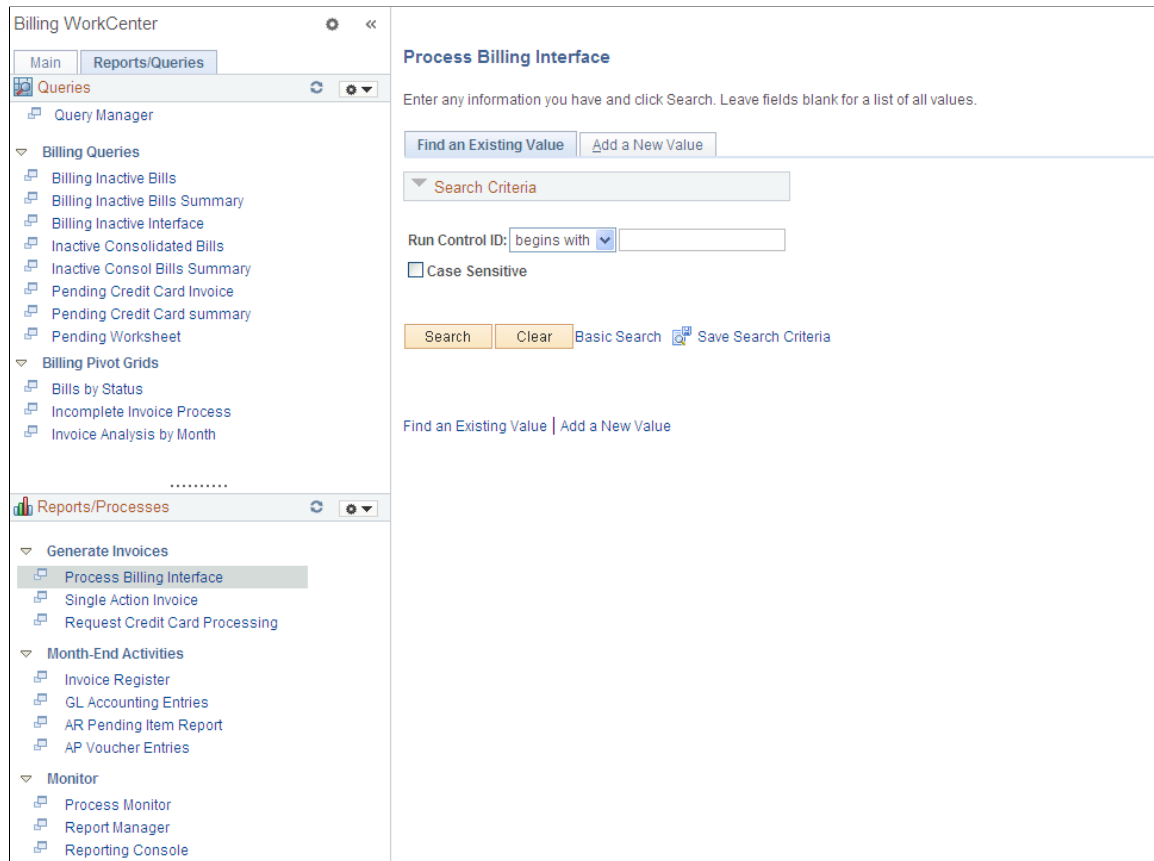 Billing WorkCenter
Main
Reports/Queries
Queries
Query Manager
Billing Queries
Billing Inactive Bills
Billing Inactive Bills Summary
Billing Inactive Interface
Inactive Consolidated Bills
Inactive Consol Bills Summary
Pending Credit Card Invoice
Pending Credit Card summary
Pending Worksheet
Billing Pivot Grids
Bills by Status
Incomplete Invoice Process
Invoice Analysis by Month
Reports/Processes
Generate Invoices
Process Billing Interface
Single Action Invoice
Request Credit Card Processing
Month-End Activities
Invoice Register
GL Accounting Entries
AR Pending Item Report
AP Voucher Entries
Monitor
Process Monitor
Report Manager
Reporting Console
Process Billing Interface
Enter any information you have and click Search. Leave fields blank for a list of all values.
Find an Existing Value
Add a New Value
Search Criteria
Run Control ID: begins with
Case Sensitive
Search Clear Basic Search Save Search Criteria
Find an Existing Value | Add a New Value